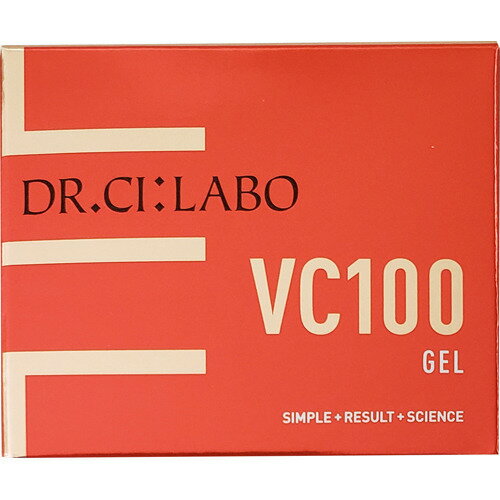 DR.CI:LABO
VC100
GEL
SIMPLE + RESULT + SCIENCE